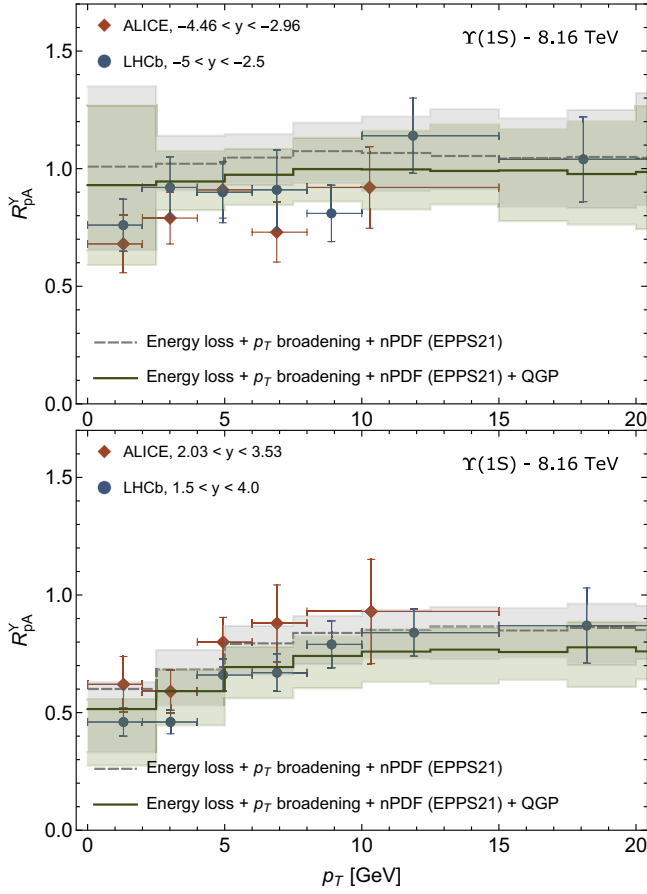 ALICE, −4.46 < y < −2.96
LHCb, −5 < y < −2.5
ϒ(1S) - 8.16 TeV
1.5
1.0
0.5
0.0
R_pA^ϒ
Energy loss + p_T broadening + nPDF (EPPS21)
Energy loss + p_T broadening + nPDF (EPPS21) + QGP
0 5 10 15 20
ALICE, 2.03 < y < 3.53
LHCb, 1.5 < y < 4.0
ϒ(1S) - 8.16 TeV
1.5
1.0
0.5
0.0
R_pA^ϒ
Energy loss + p_T broadening + nPDF (EPPS21)
Energy loss + p_T broadening + nPDF (EPPS21) + QGP
0 5 10 15 20
p_T [GeV]